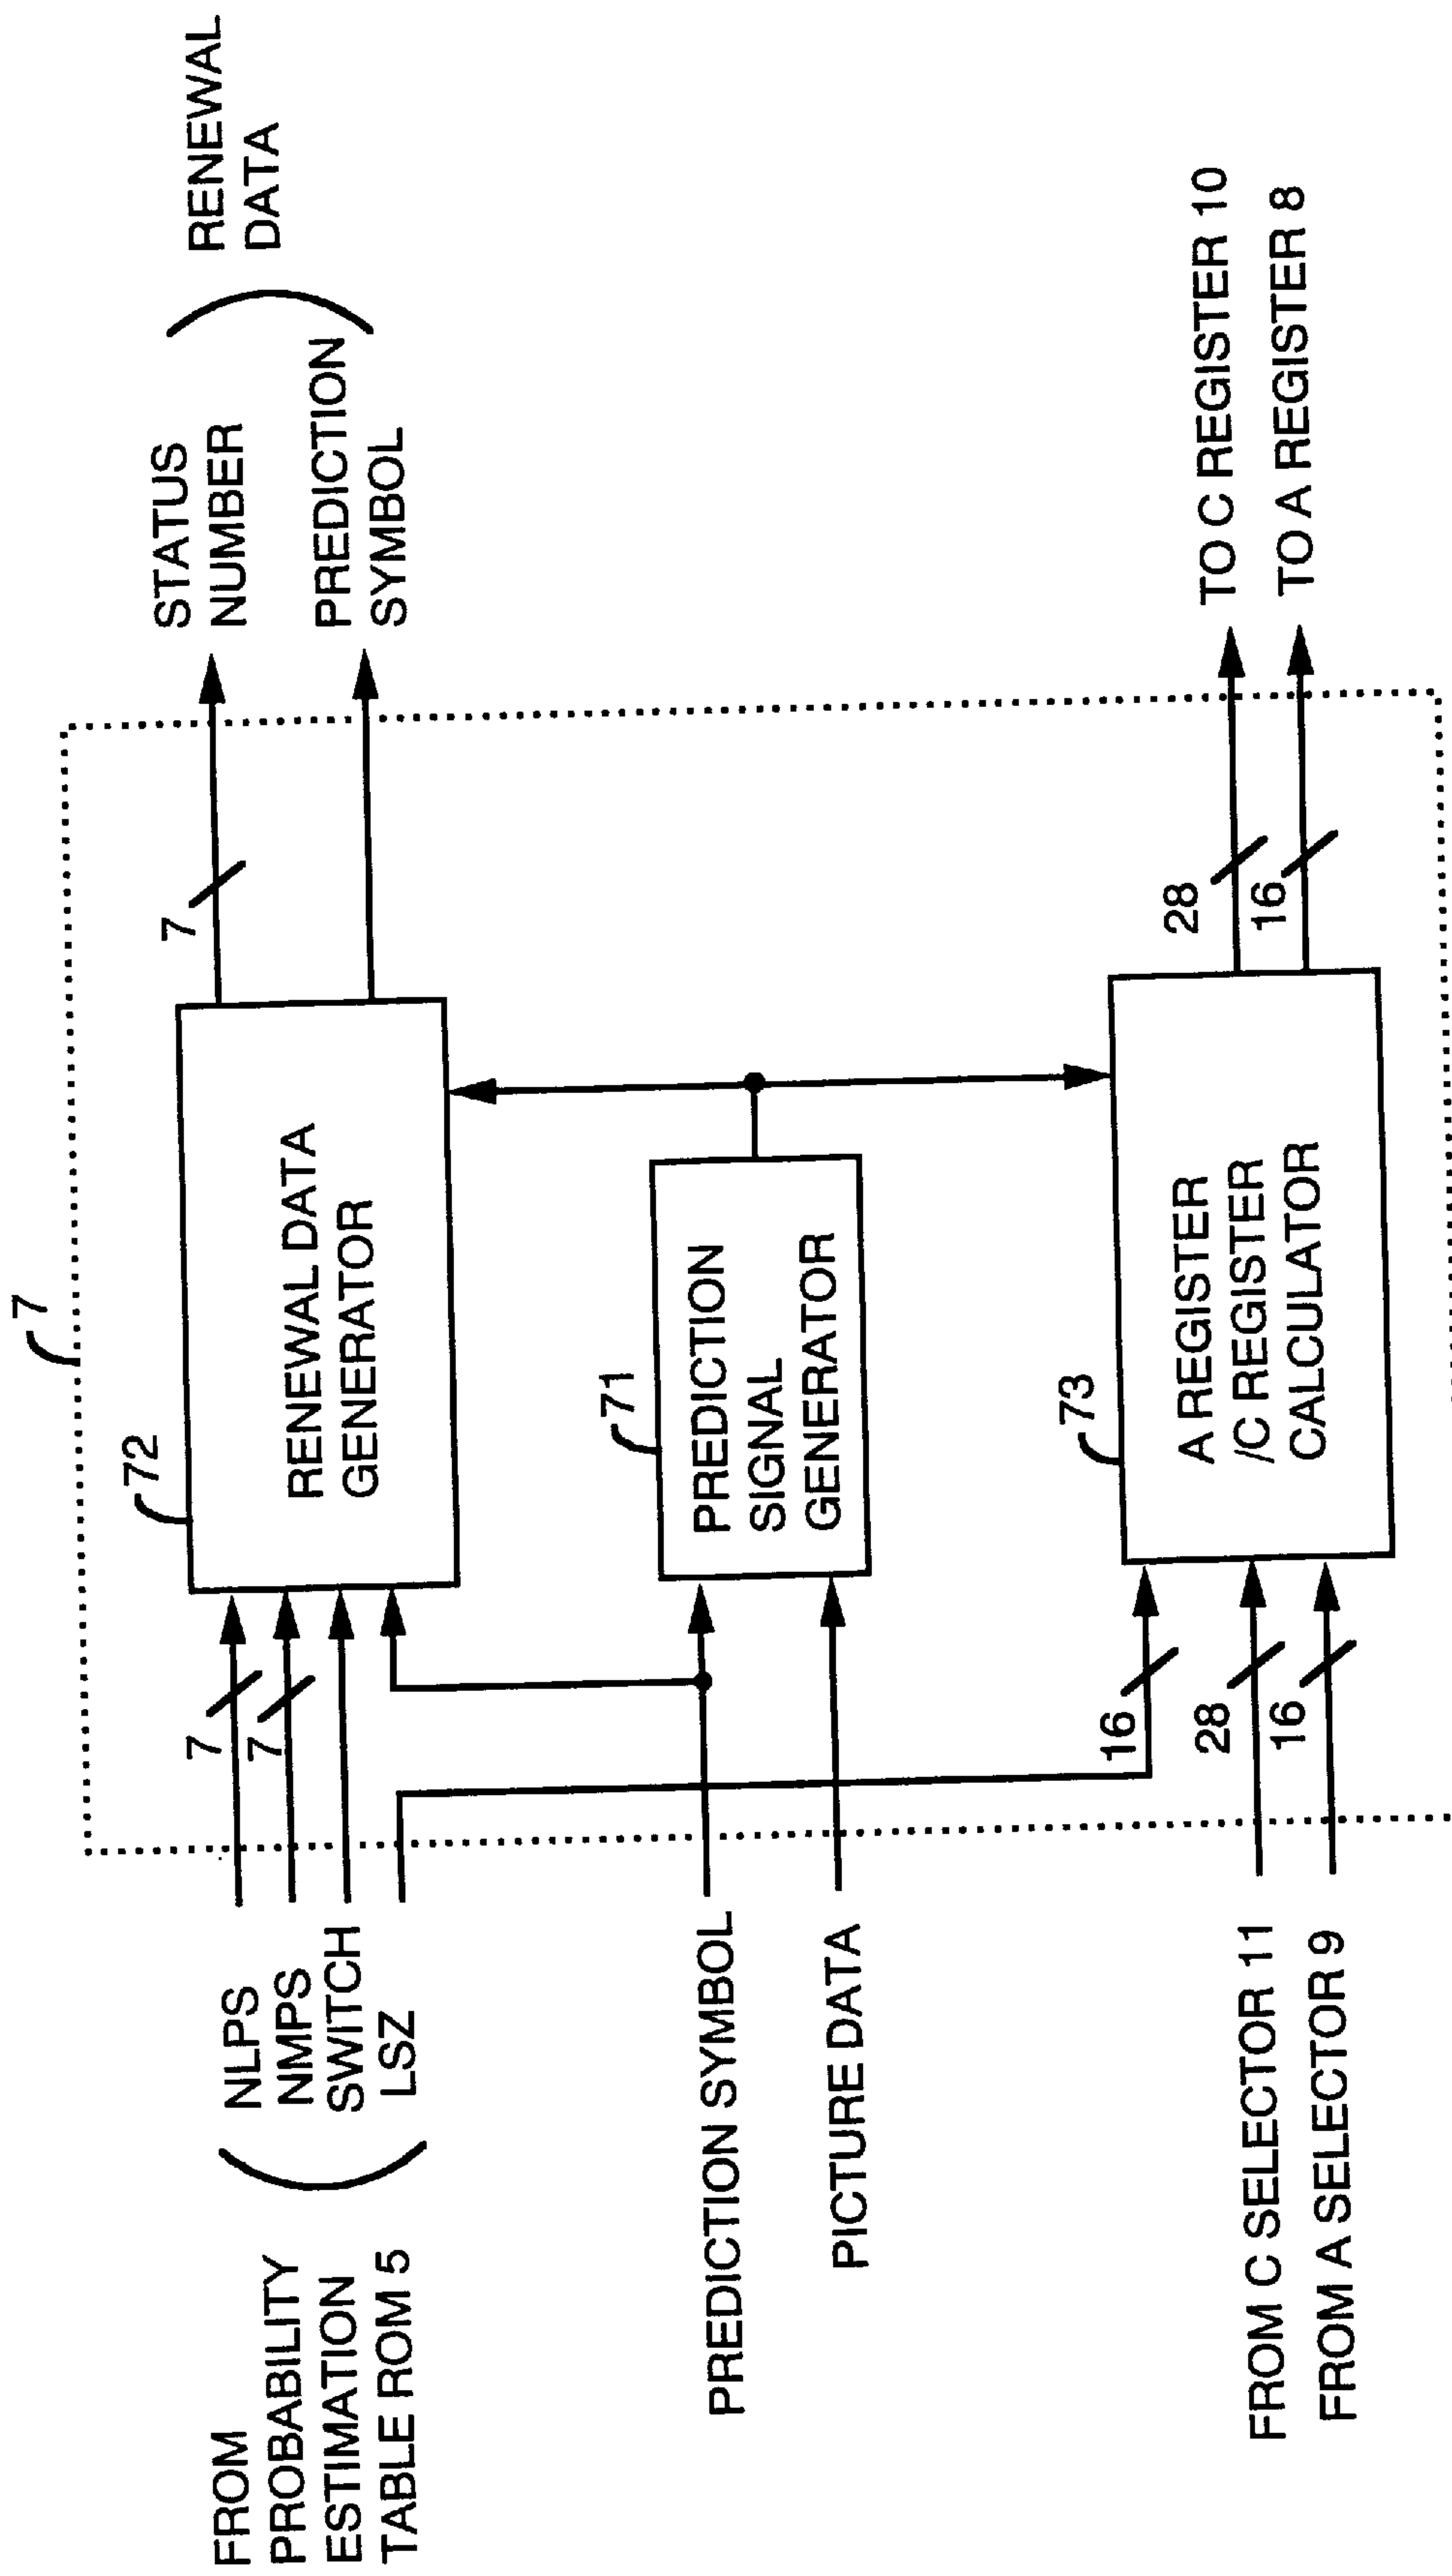 7
FROM
PROBABILITY
ESTIMATION
TABLE ROM 5
NLPS
NMPS
SWITCH
LSZ
7
7
72
RENEWAL DATA
GENERATOR
7
STATUS
NUMBER
PREDICTION
SYMBOL
RENEWAL
DATA
PREDICTION SYMBOL
PICTURE DATA
71
PREDICTION
SIGNAL
GENERATOR
16
28
16
FROM C SELECTOR 11
FROM A SELECTOR 9
73
A REGISTER
/C REGISTER
CALCULATOR
28
16
TO C REGISTER 10
TO A REGISTER 8